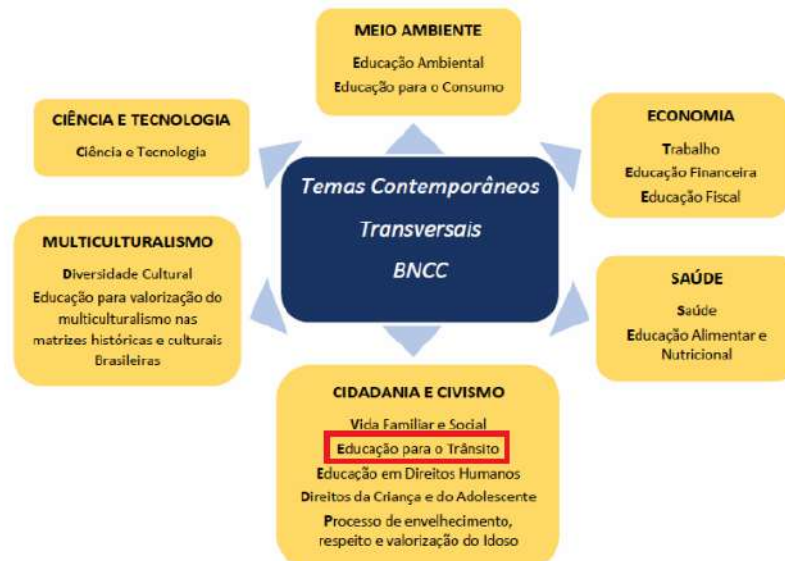 MEIO AMBIENTE
Educação Ambiental
Educação para o Consumo
CIÊNCIA E TECNOLOGIA
Ciência e Tecnologia
ECONOMIA
Trabalho
Educação Financeira
Educação Fiscal
Temas Contemporâneos
Transversais
BNCC
MULTICULTURALISMO
Diversidade Cultural
Educação para valorização do
multiculturalismo nas
matrizes históricas e culturais
Brasileiras
SAÚDE
Saúde
Educação Alimentar e
Nutricional
CIDADANIA E CIVISMO
Vida Familiar e Social
Educação para o Trânsito
Educação em Direitos Humanos
Direitos da Criança e do Adolescente
Processo de envelhecimento,
respeito e valorização do Idoso